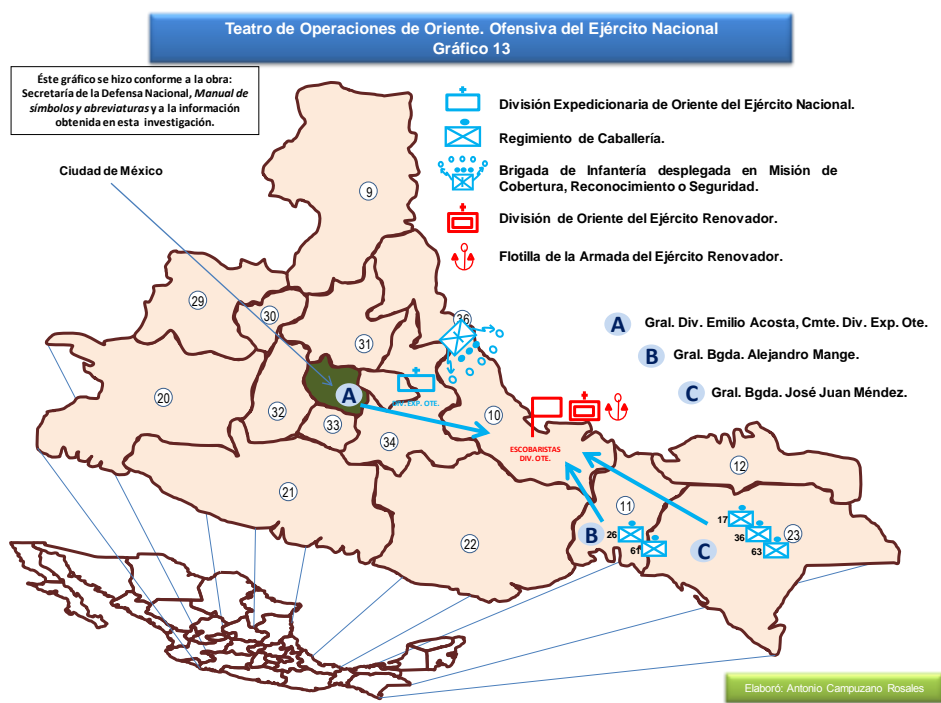 Teatro de Operaciones de Oriente. Ofensiva del Ejército Nacional
Gráfico 13
Éste gráfico se hizo conforme a la obra:
Secretaría de la Defensa Nacional, Manual de
símbolos y abreviaturas y a la información
obtenida en esta investigación.
Ciudad de México
División Expedicionaria de Oriente del Ejército Nacional.
Regimiento de Caballería.
Brigada de Infantería desplegada en Misión de
Cobertura, Reconocimiento o Seguridad.
División de Oriente del Ejército Renovador.
Flotilla de la Armada del Ejército Renovador.
A Gral. Div. Emilio Acosta, Cmte. Div. Exp. Ote.
B Gral. Bgda. Alejandro Mange.
C Gral. Bgda. José Juan Méndez.
9
29
30
31
36
20
32
A
DIV. EXP. OTE.
33
34
10
ESCOBARISTAS
DIV. OTE.
21
22
12
11
B
26
61
C
17
36
63
23
Elaboró: Antonio Campuzano Rosales